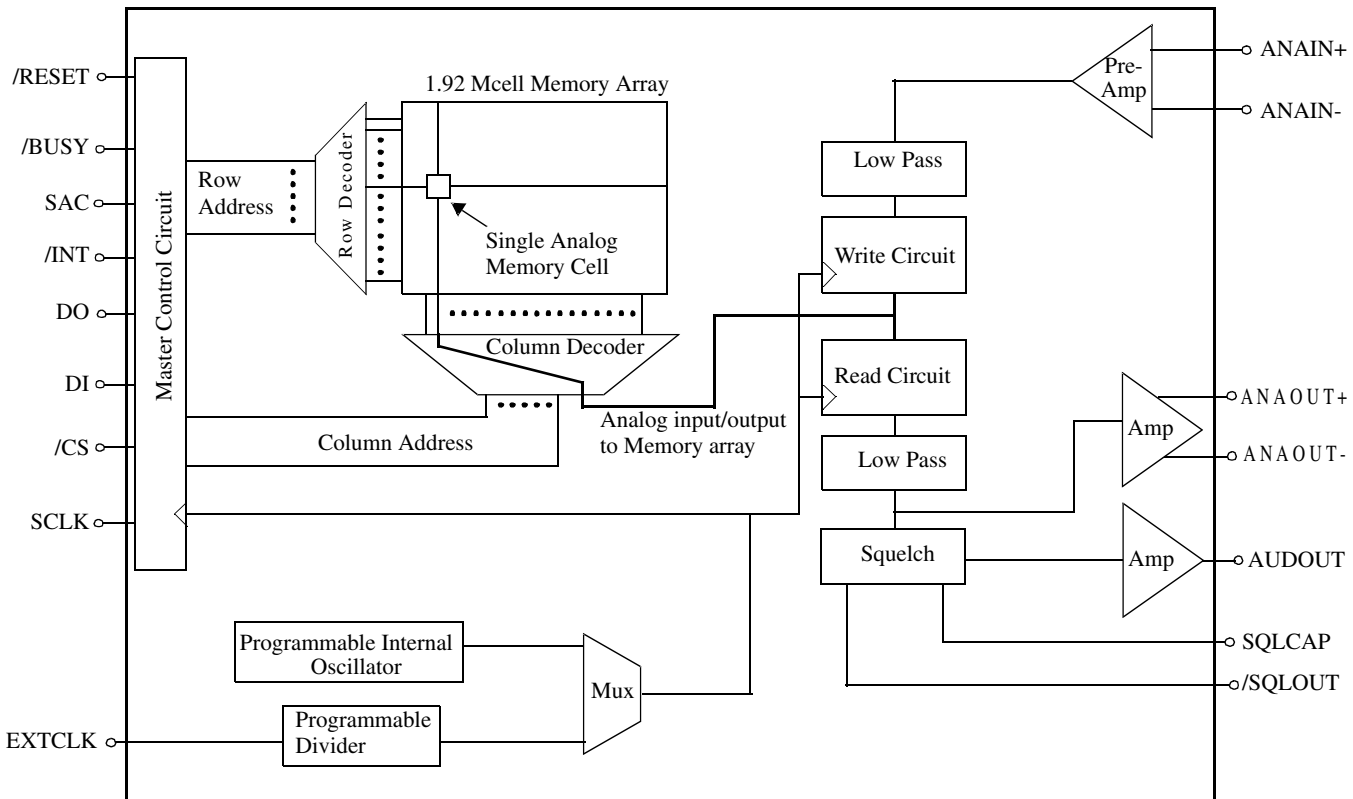 /RESET
/BUSY
SAC
/INT
DO
DI
/CS
SCLK
EXTCLK
Master Control Circuit
Row
Address
Row Decoder
1.92 Mcell Memory Array
Single Analog
Memory Cell
Column Decoder
Column Address
Analog input/output
to Memory array
Programmable Internal
Oscillator
Programmable
Divider
Mux
Pre-
Amp
Low Pass
Write Circuit
Read Circuit
Low Pass
Squelch
Amp
Amp
ANAIN+
ANAIN-
ANAOUT+
ANAOUT-
AUDOUT
SQLCAP
/SQLOUT